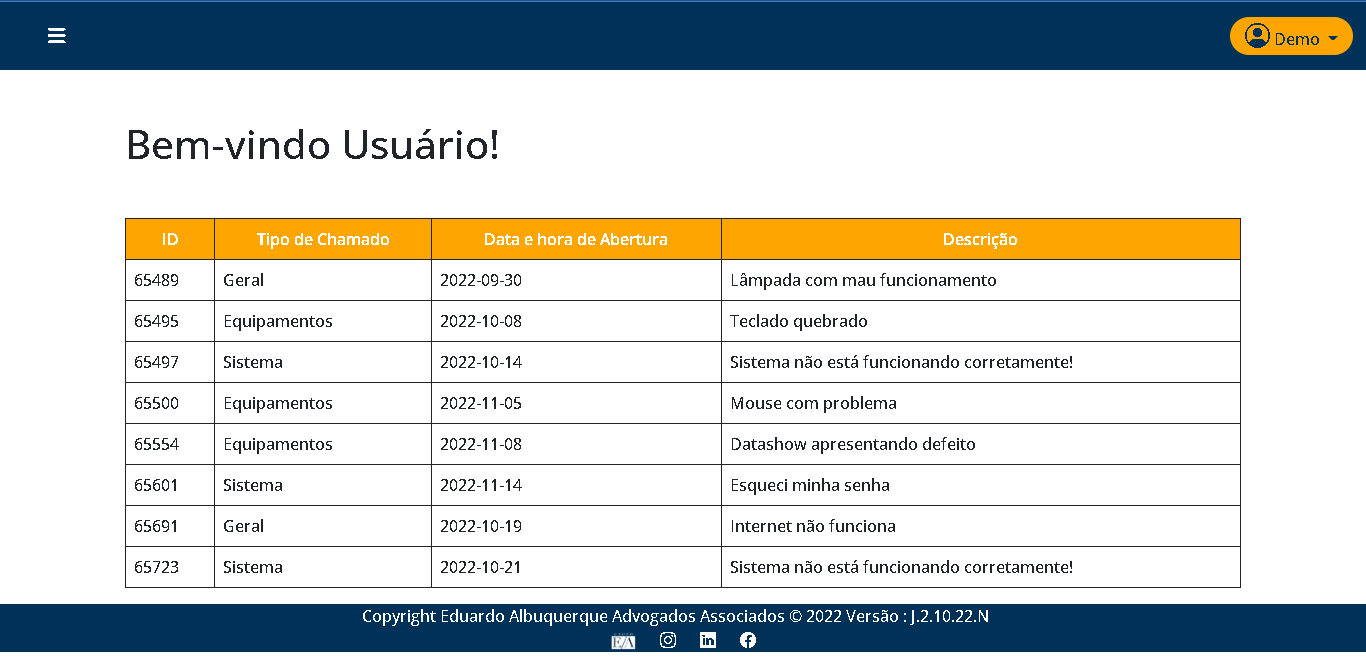 Demo
Bem-vindo Usuário!
ID Tipo de Chamado Data e hora de Abertura Descrição
65489 Geral 2022-09-30 Lâmpada com mau funcionamento
65495 Equipamentos 2022-10-08 Teclado quebrado
65497 Sistema 2022-10-14 Sistema não está funcionando corretamente!
65500 Equipamentos 2022-11-05 Mouse com problema
65554 Equipamentos 2022-11-08 Datashow apresentando defeito
65601 Sistema 2022-11-14 Esqueci minha senha
65691 Geral 2022-10-19 Internet não funciona
65723 Sistema 2022-10-21 Sistema não está funcionando corretamente!
Copyright Eduardo Albuquerque Advogados Associados © 2022 Versão : J.2.10.22.N
EA